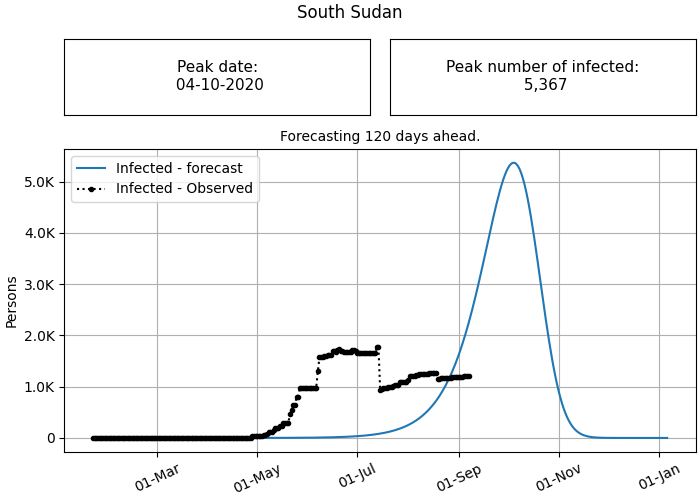 South Sudan
Peak date:
04-10-2020
Peak number of infected:
5,367
Forecasting 120 days ahead.
Infected - forecast
Infected - Observed
Persons
5.0K
4.0K
3.0K
2.0K
1.0K
0
01-Mar
01-May
01-Jul
01-Sep
01-Nov
01-Jan